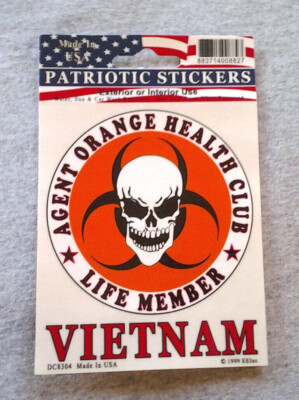 Made In
USA
883714008827
PATRIOTIC STICKERS
Exterior or Interior Use
AGENT ORANGE HEALTH CLUB
★ LIFE MEMBER ★
VIETNAM
DC8304 Made In USA
© 1999 EBInc